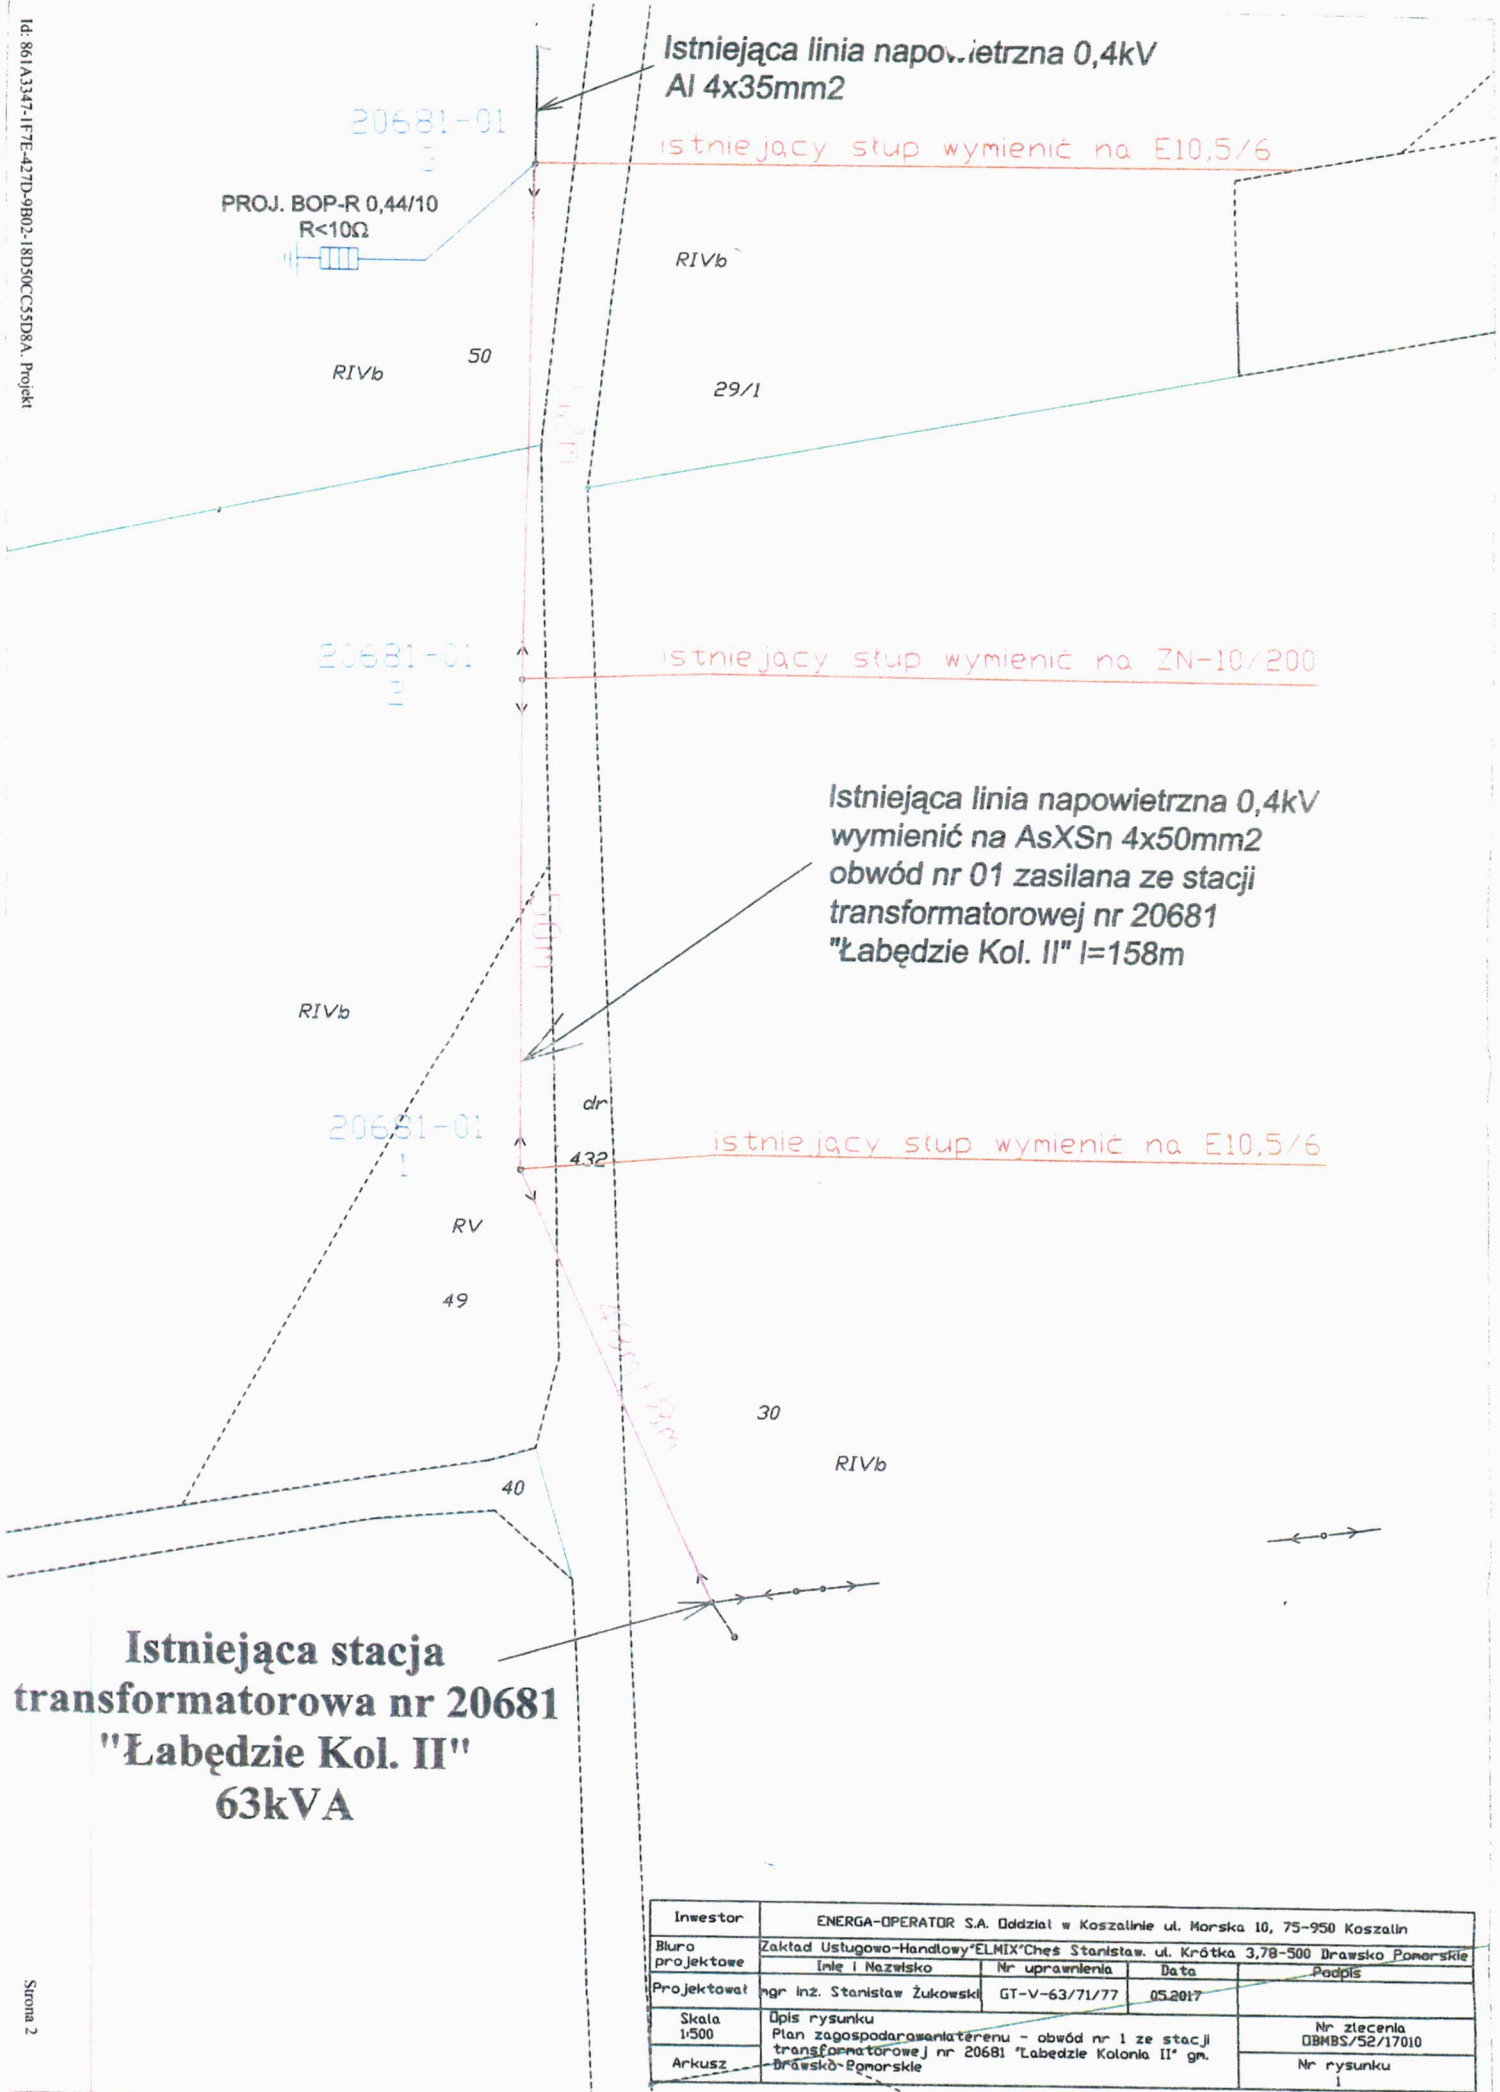 Id: 861A3347-1F7E-427D-9B02-18D50CC55D8A. Projekt
Istniejąca linia napowietrzna 0,4kV
Al 4x35mm2
20681-01
3
istniejący słup wymienić na E10,5/6
PROJ. BOP-R 0,44/10
R<10Ω
RIVb
50
RIVb
29/1
20681-01
2
istniejący słup wymienić na ZN-10/200
Istniejąca linia napowietrzna 0,4kV
wymienić na AsXSn 4x50mm2
obwód nr 01 zasilana ze stacji
transformatorowej nr 20681
"Łabędzie Kol. II" l=158m
56m
RIVb
dr
20681-01
1
istniejący słup wymienić na E10,5/6
432
RV
49
30
RIVb
40
Istniejąca stacja
transformatorowa nr 20681
"Łabędzie Kol. II"
63kVA
Inwestor
ENERGA-OPERATOR S.A. Oddział w Koszalinie ul. Morska 10, 75-950 Koszalin
Biuro
projektowe
Zakład Usługowo-Handlowy"ELMIX"Cheś Stanisław. ul. Krótka 3,78-500 Drawsko Pomorskie
Imię i Nazwisko
Nr uprawnienia
Data
Podpis
Projektował
mgr inż. Stanisław Żukowski
GT-V-63/71/77
05.2017
Skala
1:500
Opis rysunku
Plan zagospodarowaniaterenu - obwód nr 1 ze stacji
transformatorowej nr 20681 "Łabędzie Kolonia II" gm.
Drawsko-Pomorskie
Nr zlecenia
OBMBS/52/17010
Arkusz
Nr rysunku
1
Strona 2